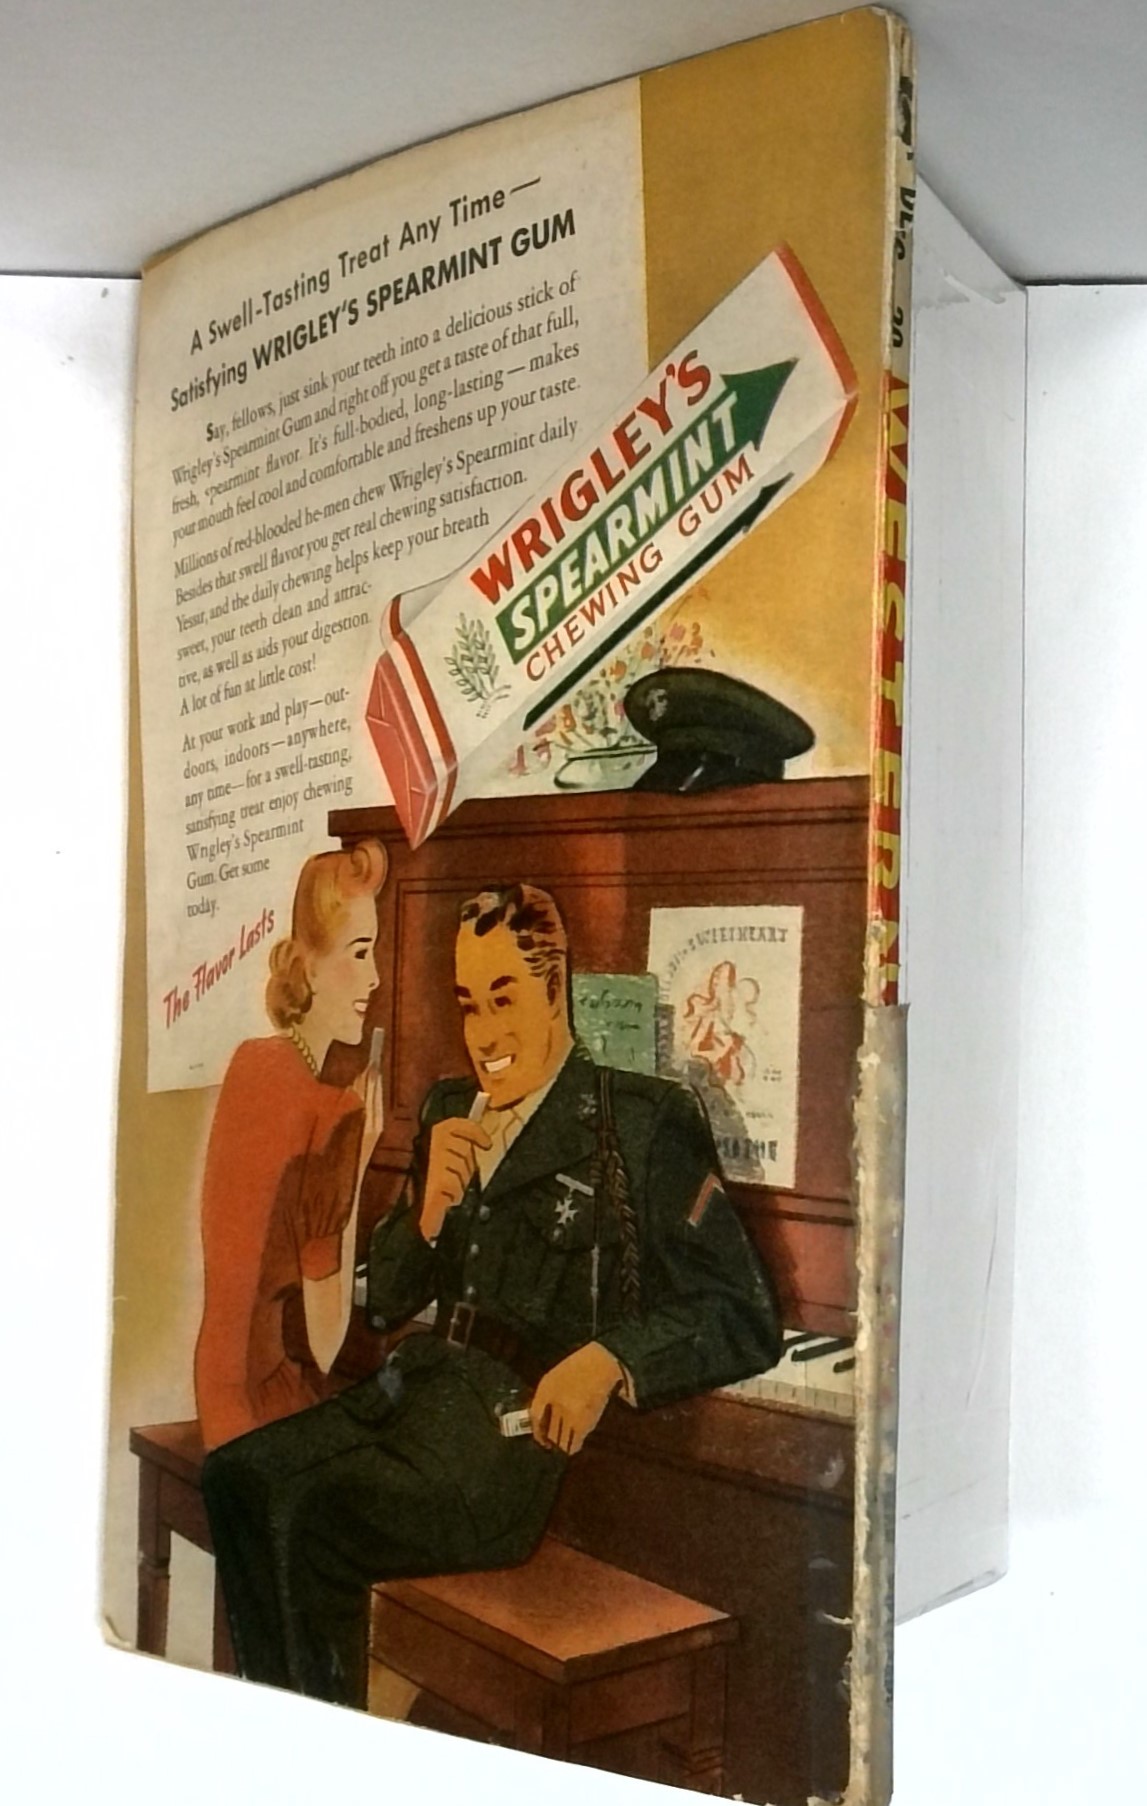 A Swell-Tasting Treat Any Time—
Satisfying WRIGLEY'S SPEARMINT GUM
Say, fellows, just sink your teeth into a delicious stick of
Wrigley's Spearmint Gum and right off you get a taste of that full,
fresh, spearmint flavor. It's full-bodied, long-lasting—makes
your mouth feel cool and comfortable and freshens up your taste.
Millions of red-blooded he-men chew Wrigley's Spearmint daily
Besides that swell flavor you get real chewing satisfaction.
Yessir, and the daily chewing helps keep your breath
sweet, your teeth clean and attrac-
tive, as well as aids your digestion.
A lot of fun at little cost!
At your work and play—out-
doors, indoors—anywhere,
any time—for a swell-tasting,
satisfying treat enjoy chewing
Wrigley's Spearmint
Gum. Get some
today.
The Flavor Lasts
WRIGLEY'S
SPEARMINT
CHEWING GUM
SWEETHEART
DEC. 20
WESTERN